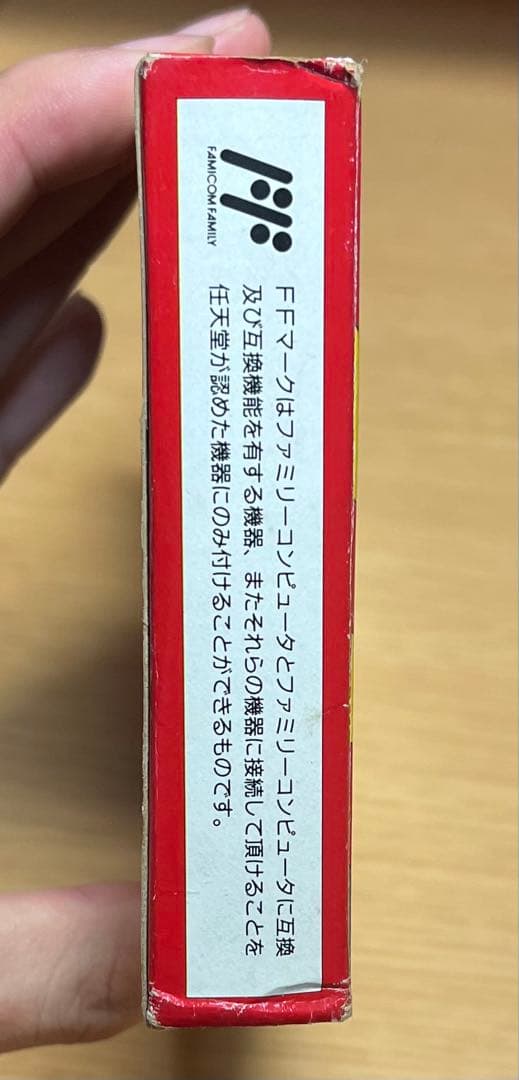 FAMICOM FAMILY
FFマークはファミリーコンピュータとファミリーコンピュータに互換
及び互換機能を有する機器、またそれらの機器に接続して頂けることを
任天堂が認めた機器にのみ付けることができるものです。